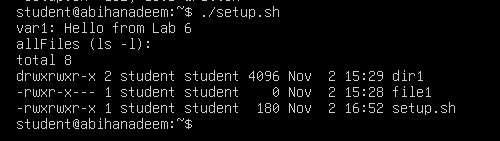 student@abihanadeem:~$ ./setup.sh
var1: Hello from Lab 6
allFiles (ls -l):
total 8
drwxrwxr-x 2 student student 4096 Nov  2 15:29 dir1
-rwxr-x--- 1 student student    0 Nov  2 15:28 file1
-rwxrwxr-x 1 student student  180 Nov  2 16:52 setup.sh
student@abihanadeem:~$